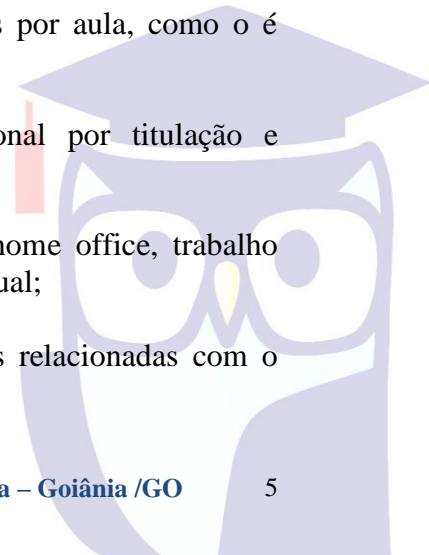 s por aula, como o é
onal por titulação e
home office, trabalho
ual;
s relacionadas com o
a – Goiânia /GO 5